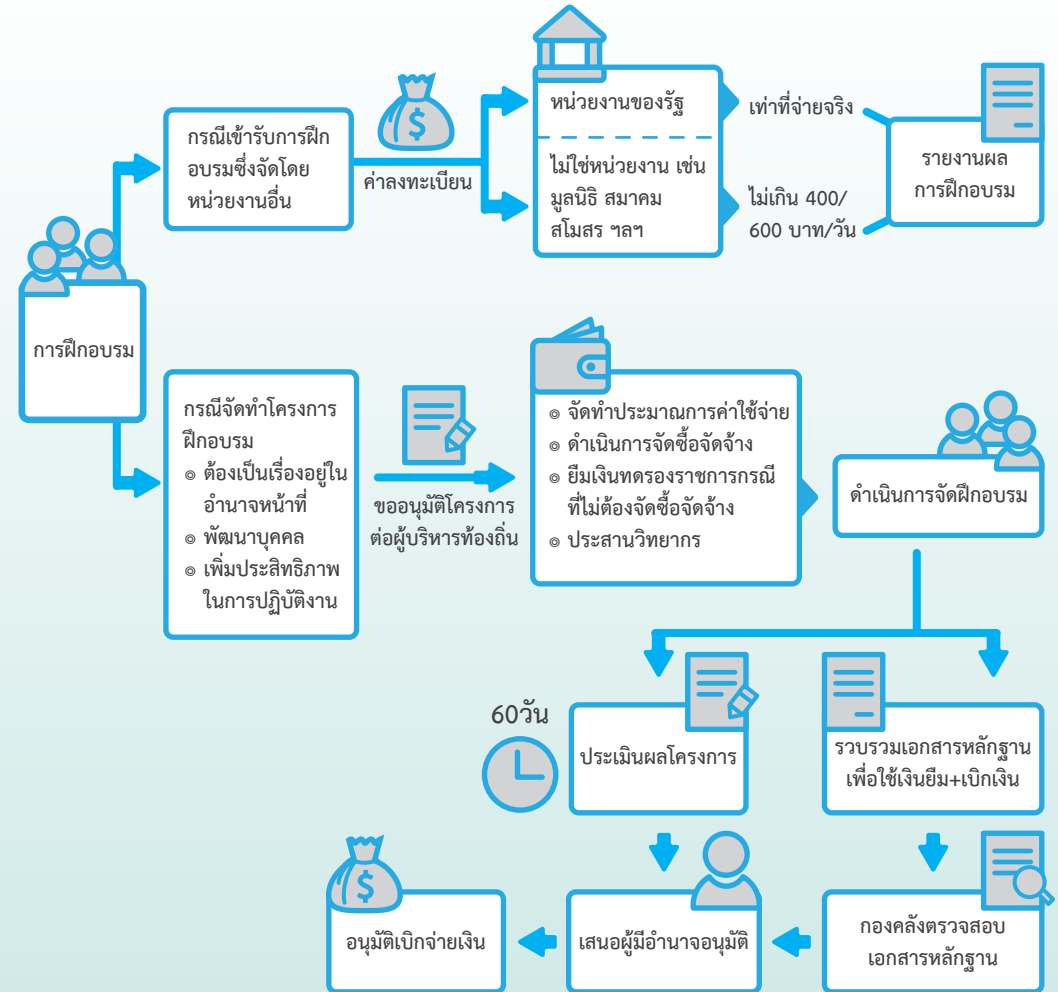 กรณีเข้ารับการฝึก
อบรมซึ่งจัดโดย
หน่วยงานอื่น
$
ค่าลงทะเบียน
หน่วยงานของรัฐ
ไม่ใช่หน่วยงาน เช่น
มูลนิธิ สมาคม
สโมสร ฯลฯ
เท่าที่จ่ายจริง
ไม่เกิน 400/
600 บาท/วัน
รายงานผล
การฝึกอบรม
การฝึกอบรม
กรณีจัดทำโครงการ
ฝึกอบรม
๏ ต้องเป็นเรื่องอยู่ใน
อำนาจหน้าที่
๏ พัฒนาบุคคล
๏ เพิ่มประสิทธิภาพ
ในการปฏิบัติงาน
ขออนุมัติโครงการ
ต่อผู้บริหารท้องถิ่น
๏ จัดทำประมาณการค่าใช้จ่าย
๏ ดำเนินการจัดซื้อจัดจ้าง
๏ ยืมเงินทดรองราชการกรณี
ที่ไม่ต้องจัดซื้อจัดจ้าง
๏ ประสานวิทยากร
ดำเนินการจัดฝึกอบรม
60วัน
ประเมินผลโครงการ
รวบรวมเอกสารหลักฐาน
เพื่อใช้เงินยืม+เบิกเงิน
$
อนุมัติเบิกจ่ายเงิน
เสนอผู้มีอำนาจอนุมัติ
กองคลังตรวจสอบ
เอกสารหลักฐาน